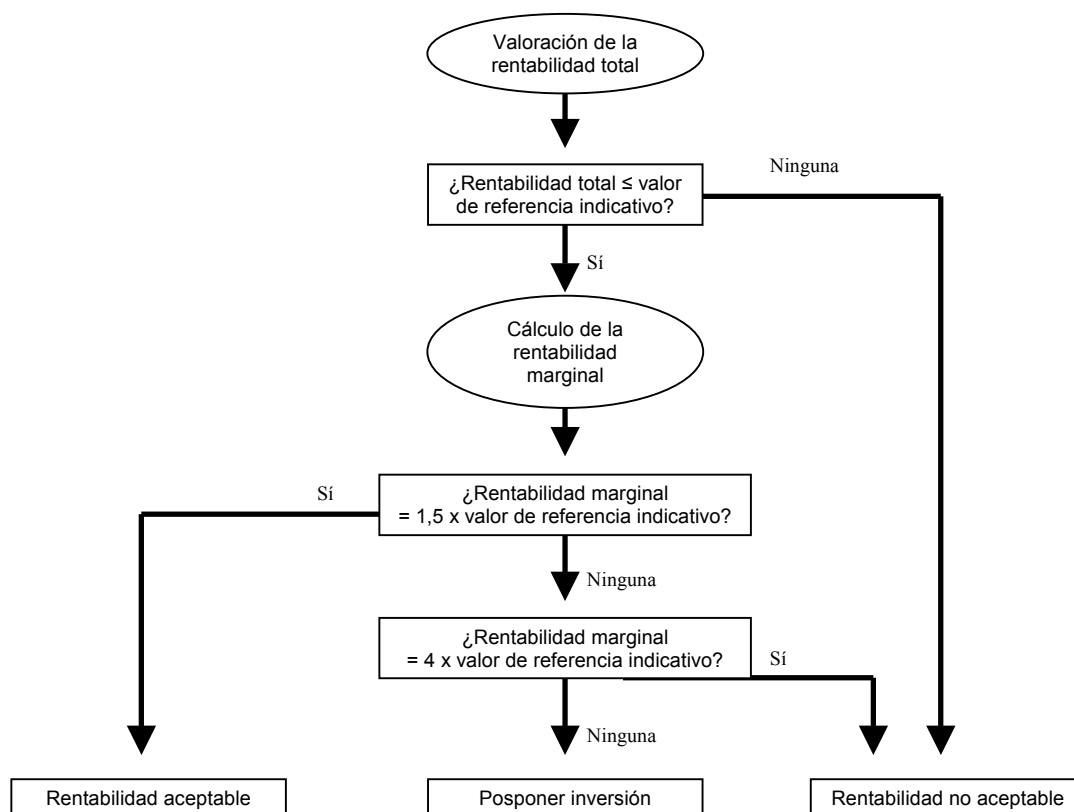 Valoración de la
rentabilidad total
Ninguna
¿Rentabilidad total ≤ valor
de referencia indicativo?
Sí
Cálculo de la
rentabilidad
marginal
Sí
¿Rentabilidad marginal
= 1,5 x valor de referencia indicativo?
Ninguna
¿Rentabilidad marginal
= 4 x valor de referencia indicativo?
Sí
Ninguna
Rentabilidad aceptable
Posponer inversión
Rentabilidad no aceptable